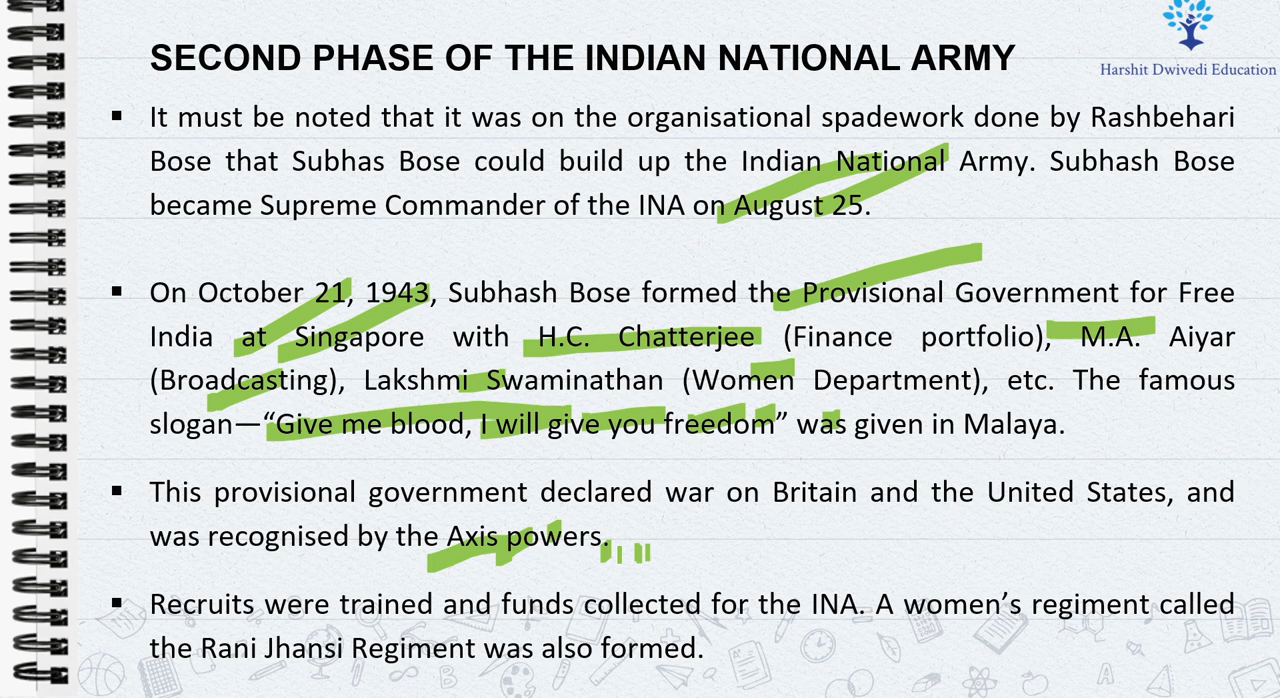 SECOND PHASE OF THE INDIAN NATIONAL ARMY
Harshit Dwivedi Education
▪ It must be noted that it was on the organisational spadework done by Rashbehari
Bose that Subhas Bose could build up the Indian National Army. Subhash Bose
became Supreme Commander of the INA on August 25.
▪ On October 21, 1943, Subhash Bose formed the Provisional Government for Free
India at Singapore with H.C. Chatterjee (Finance portfolio), M.A. Aiyar
(Broadcasting), Lakshmi Swaminathan (Women Department), etc. The famous
slogan—“Give me blood, I will give you freedom” was given in Malaya.
▪ This provisional government declared war on Britain and the United States, and
was recognised by the Axis powers.
▪ Recruits were trained and funds collected for the INA. A women’s regiment called
the Rani Jhansi Regiment was also formed.